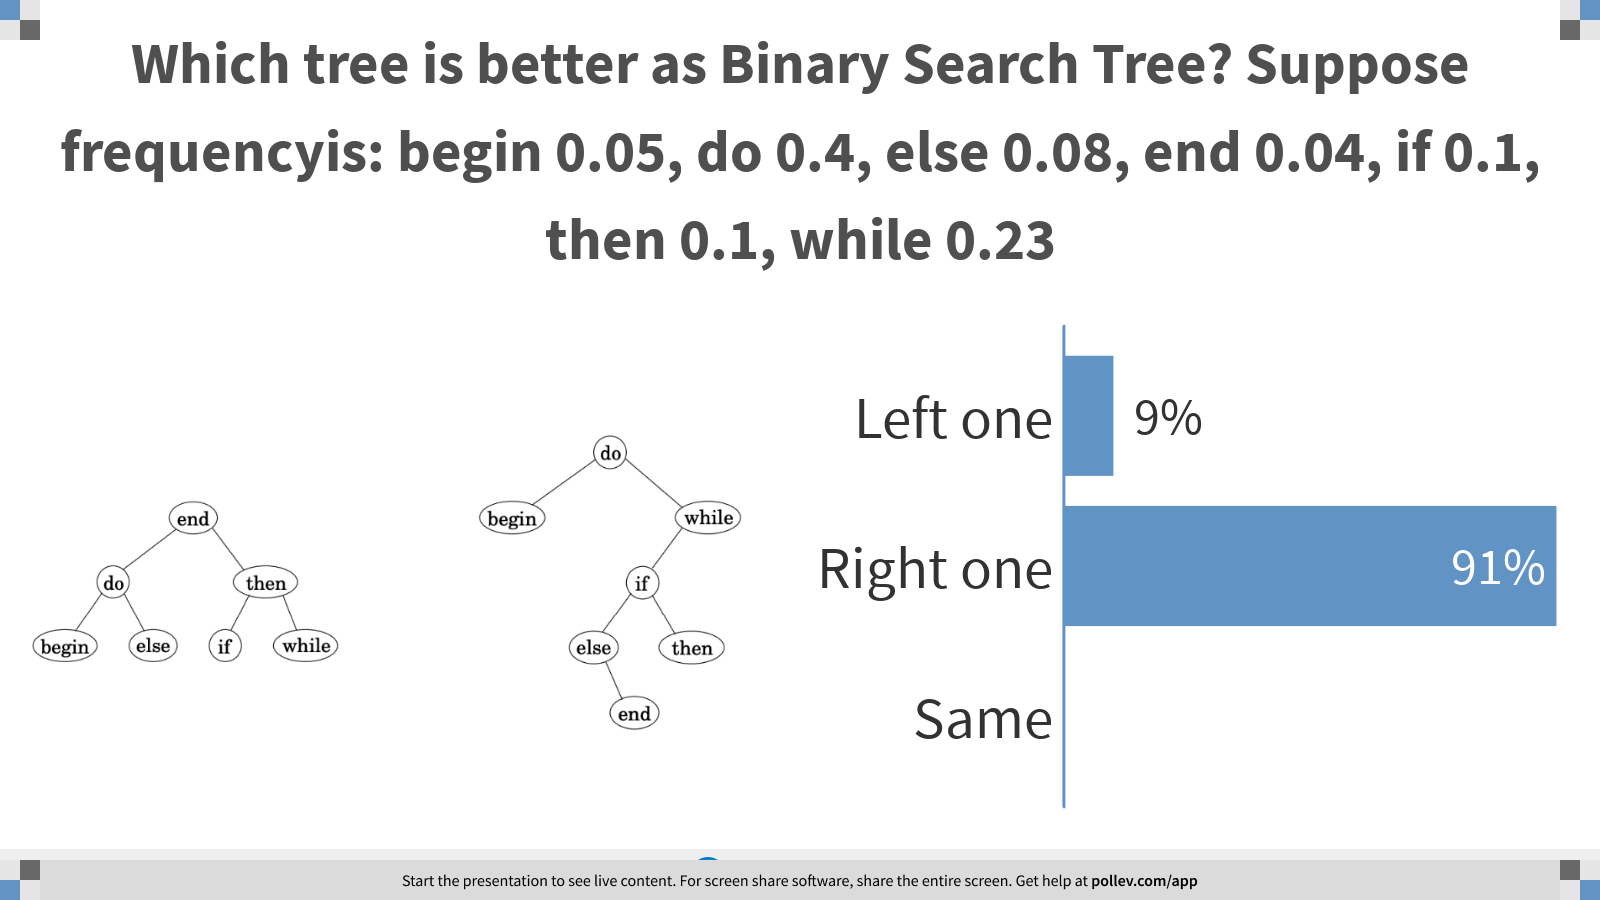 Which tree is better as Binary Search Tree? Suppose
frequencyis: begin 0.05, do 0.4, else 0.08, end 0.04, if 0.1,
then 0.1, while 0.23
end
do
then
begin
else
if
while
do
begin
while
if
else
then
end
Left one
9%
Right one
91%
Same
Start the presentation to see live content. For screen share software, share the entire screen. Get help at pollev.com/app